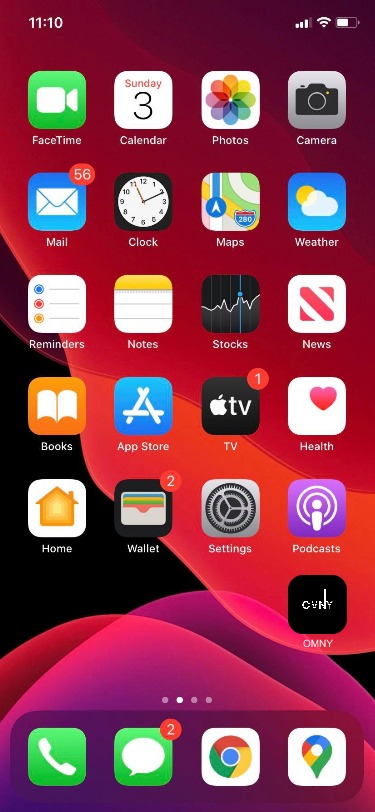 11:10
Sunday
3
FaceTime
Calendar
Photos
Camera
56
12
280
Mail
Clock
Maps
Weather
Reminders
Notes
Stocks
News
1
tv
Books
App Store
TV
Health
2
Home
Wallet
Settings
Podcasts
OMNY
2